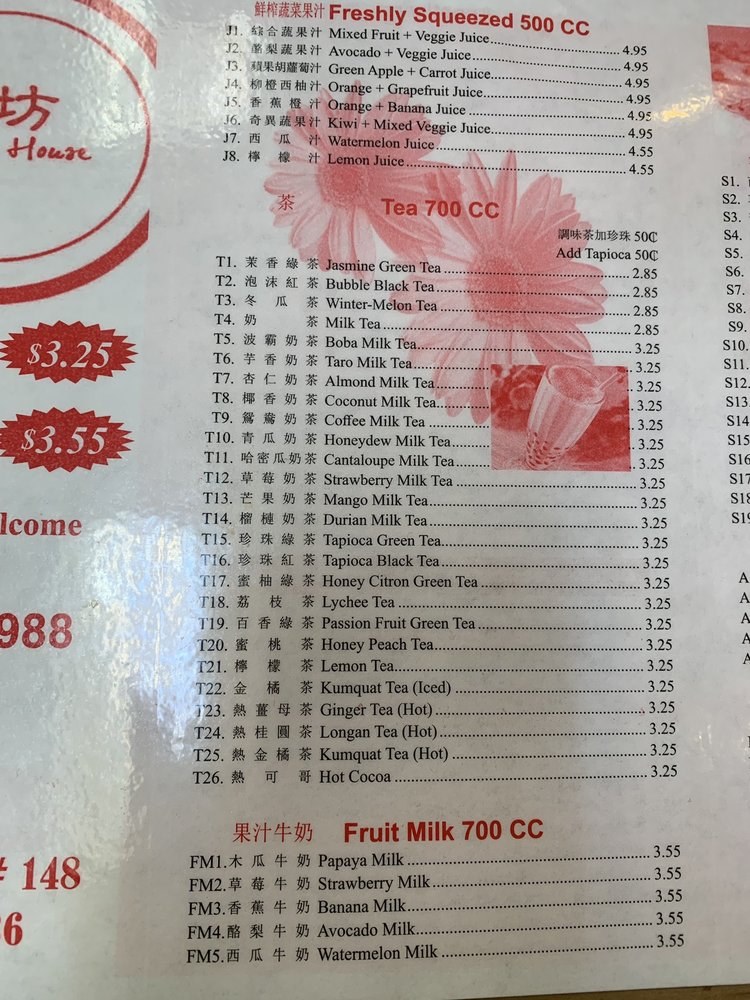 坊
House
$3.25
$3.55
lcome
988
# 148
6
鮮榨蔬菜果汁 Freshly Squeezed 500 CC
J1. 綜合蔬果汁 Mixed Fruit + Veggie Juice 4.95
J2. 酪梨蔬果汁 Avocado + Veggie Juice 4.95
J3. 蘋果胡蘿蔔汁 Green Apple + Carrot Juice 4.95
J4. 柳橙西柚汁 Orange + Grapefruit Juice 4.95
J5. 香蕉橙汁 Orange + Banana Juice 4.95
J6. 奇異蔬果汁 Kiwi + Mixed Veggie Juice 4.95
J7. 西瓜汁 Watermelon Juice 4.55
J8. 檸檬汁 Lemon Juice 4.55
茶 Tea 700 CC
調味茶加珍珠 50₵
Add Tapioca 50₵
T1. 茉香綠茶 Jasmine Green Tea 2.85
T2. 泡沫紅茶 Bubble Black Tea 2.85
T3. 冬瓜茶 Winter-Melon Tea 2.85
T4. 奶茶 Milk Tea 2.85
T5. 波霸奶茶 Boba Milk Tea 3.25
T6. 芋香奶茶 Taro Milk Tea 3.25
T7. 杏仁奶茶 Almond Milk Tea 3.25
T8. 椰香奶茶 Coconut Milk Tea 3.25
T9. 鴛鴦奶茶 Coffee Milk Tea 3.25
T10. 青瓜奶茶 Honeydew Milk Tea 3.25
T11. 哈密瓜奶茶 Cantaloupe Milk Tea 3.25
T12. 草莓奶茶 Strawberry Milk Tea 3.25
T13. 芒果奶茶 Mango Milk Tea 3.25
T14. 榴槤奶茶 Durian Milk Tea 3.25
T15. 珍珠綠茶 Tapioca Green Tea 3.25
T16. 珍珠紅茶 Tapioca Black Tea 3.25
T17. 蜜柚綠茶 Honey Citron Green Tea 3.25
T18. 荔枝茶 Lychee Tea 3.25
T19. 百香綠茶 Passion Fruit Green Tea 3.25
T20. 蜜桃茶 Honey Peach Tea 3.25
T21. 檸檬茶 Lemon Tea 3.25
T22. 金橘茶 Kumquat Tea (Iced) 3.25
T23. 熱薑母茶 Ginger Tea (Hot) 3.25
T24. 熱桂圓茶 Longan Tea (Hot) 3.25
T25. 熱金橘茶 Kumquat Tea (Hot) 3.25
T26. 熱可哥 Hot Cocoa 3.25
果汁牛奶 Fruit Milk 700 CC
FM1. 木瓜牛奶 Papaya Milk 3.55
FM2. 草莓牛奶 Strawberry Milk 3.55
FM3. 香蕉牛奶 Banana Milk 3.55
FM4. 酪梨牛奶 Avocado Milk 3.55
FM5. 西瓜牛奶 Watermelon Milk 3.55
S1.
S2.
S3.
S4.
S5.
S6.
S7.
S8.
S9.
S10.
S11.
S12.
S13.
S14
S15
S16
S17
S18
S19
A
A
A
A
A